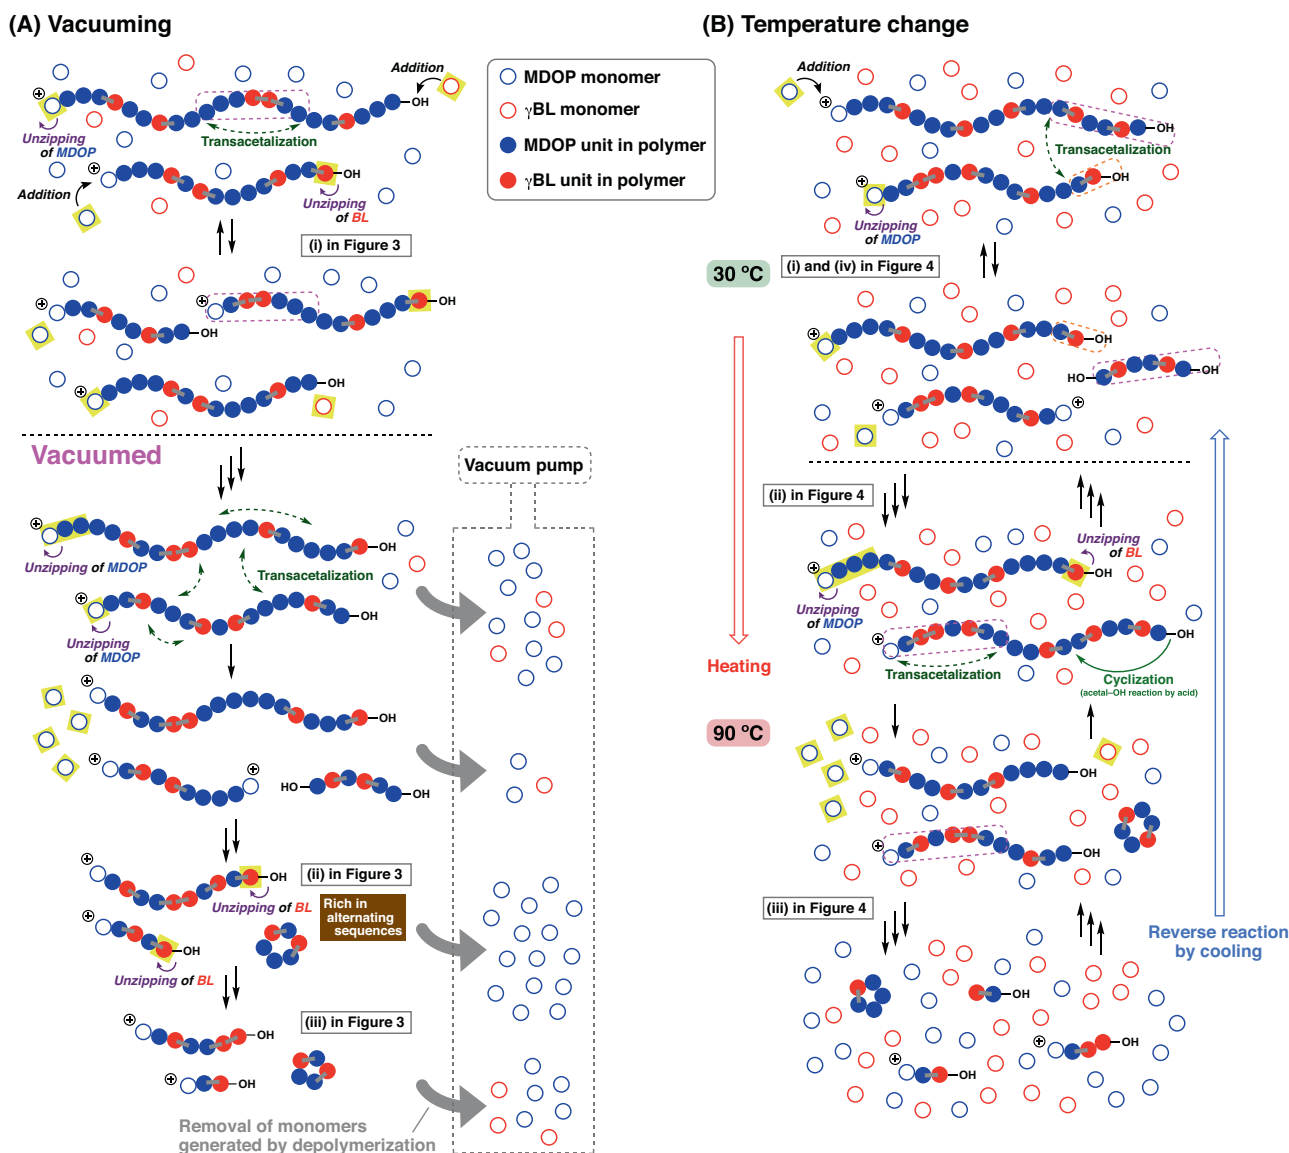 (A) Vacuuming
Addition
⊕
OH
Unzipping
of MDOP
Transacetalization
⊕
Addition
OH
Unzipping
of BL
(i) in Figure 3
MDOP monomer
γBL monomer
MDOP unit in polymer
γBL unit in polymer
⊕
⊕
OH
OH
⊕
OH
Vacuumed
Vacuum pump
⊕
OH
Unzipping of MDOP
Transacetalization
⊕
OH
Unzipping
of MDOP
⊕
OH
⊕
⊕
HO
OH
⊕
OH
(ii) in Figure 3
Unzipping of BL
Rich in
alternating
sequences
⊕
OH
Unzipping of BL
⊕
OH
(iii) in Figure 3
⊕
OH
Removal of monomers
generated by depolymerization
(B) Temperature change
Addition
⊕
OH
Transacetalization
⊕
OH
Unzipping
of MDOP
30 °C
(i) and (iv) in Figure 4
⊕
OH
HO
OH
⊕
⊕
(ii) in Figure 4
Unzipping
of BL
⊕
OH
Unzipping
of MDOP
⊕
OH
Heating
Transacetalization
Cyclization
(acetal–OH reaction by acid)
90 °C
⊕
OH
⊕
OH
(iii) in Figure 4
Reverse reaction
by cooling
OH
⊕
OH
⊕
OH